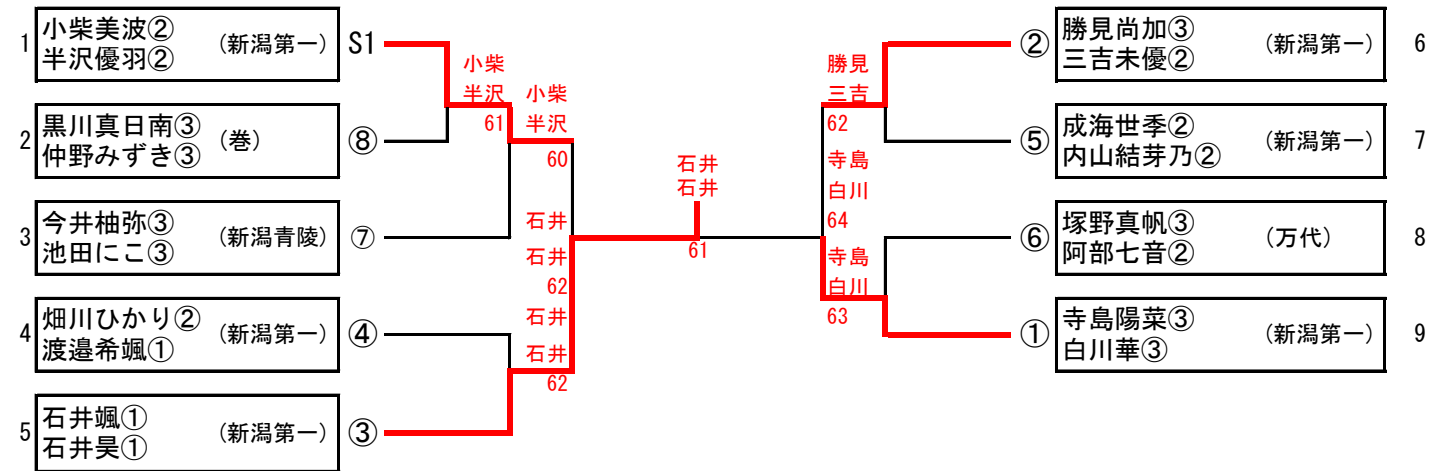 1
小柴美波②
半沢優羽②
(新潟第一)
S1
2
黒川真日南③
仲野みずき③
(巻)
⑧
3
今井柚弥③
池田にこ③
(新潟青陵)
⑦
4
畑川ひかり②
渡邉希颯①
(新潟第一)
④
5
石井颯①
石井昊①
(新潟第一)
③
小柴
半沢
61
小柴
半沢
60
石井
石井
62
石井
石井
62
石井
石井
61
勝見
三吉
62
寺島
白川
64
寺島
白川
63
②
勝見尚加③
三吉未優②
(新潟第一)
6
⑤
成海世季②
内山結芽乃②
(新潟第一)
7
⑥
塚野真帆③
阿部七音②
(万代)
8
①
寺島陽菜③
白川華③
(新潟第一)
9